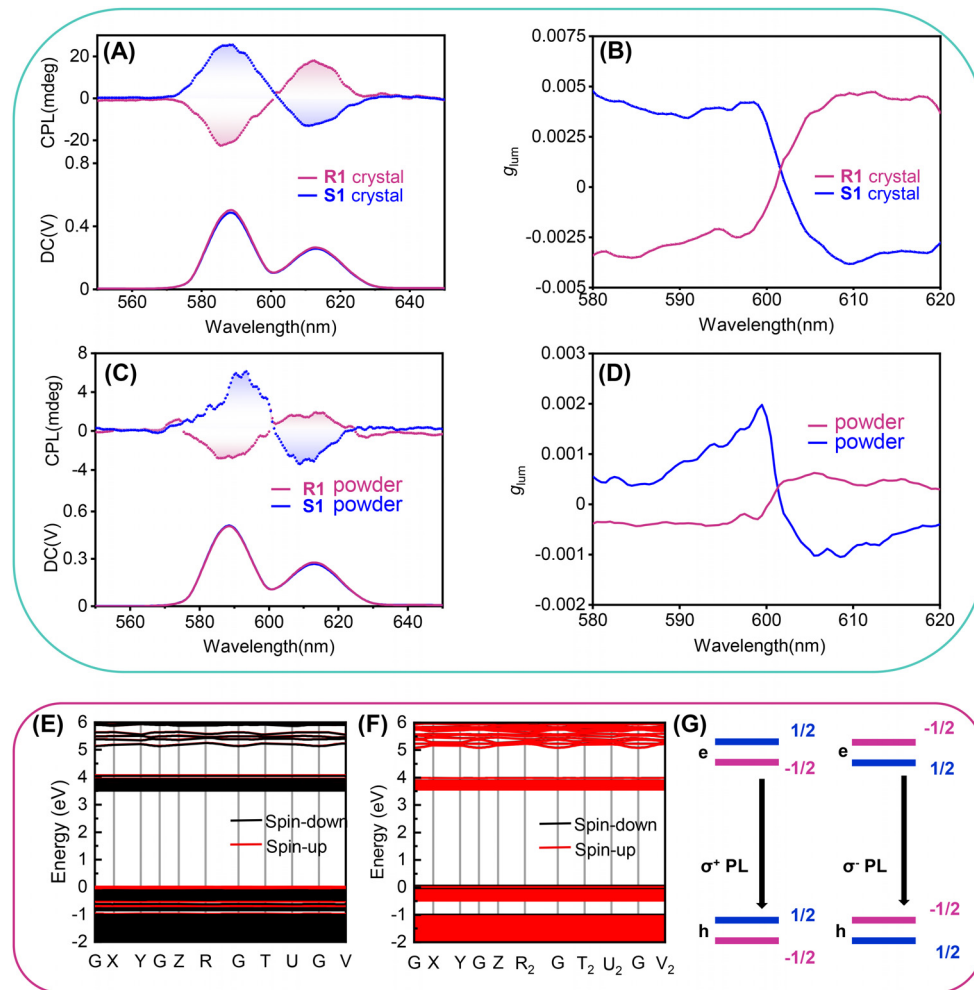 (A)
CPL(mdeg)
20
0
-20
0.8
R1 crystal
S1 crystal
DC(V)
0.4
0
560 580 600 620 640
Wavelength(nm)
(B)
0.0075
0.005
0.0025
0
-0.0025
-0.005
glum
R1 crystal
S1 crystal
580 590 600 610 620
Wavelength(nm)
(C)
CPL(mdeg)
8
4
0
-4
R1 powder
S1 powder
0.6
DC(V)
0.3
0
560 580 600 620 640
Wavelength(nm)
(D)
0.003
0.002
0.001
0
-0.001
-0.002
glum
powder
powder
580 590 600 610 620
Wavelength(nm)
(E)
Energy (eV)
6
5
4
3
2
1
0
-1
-2
Spin-down
Spin-up
G X Y G Z R G T U G V
(F)
Energy (eV)
6
5
4
3
2
1
0
-1
-2
Spin-down
Spin-up
G X Y G Z R2 G T2 U2 G V2
(G)
e 1/2
-1/2
σ+ PL
h 1/2
-1/2
e -1/2
1/2
σ- PL
h -1/2
1/2